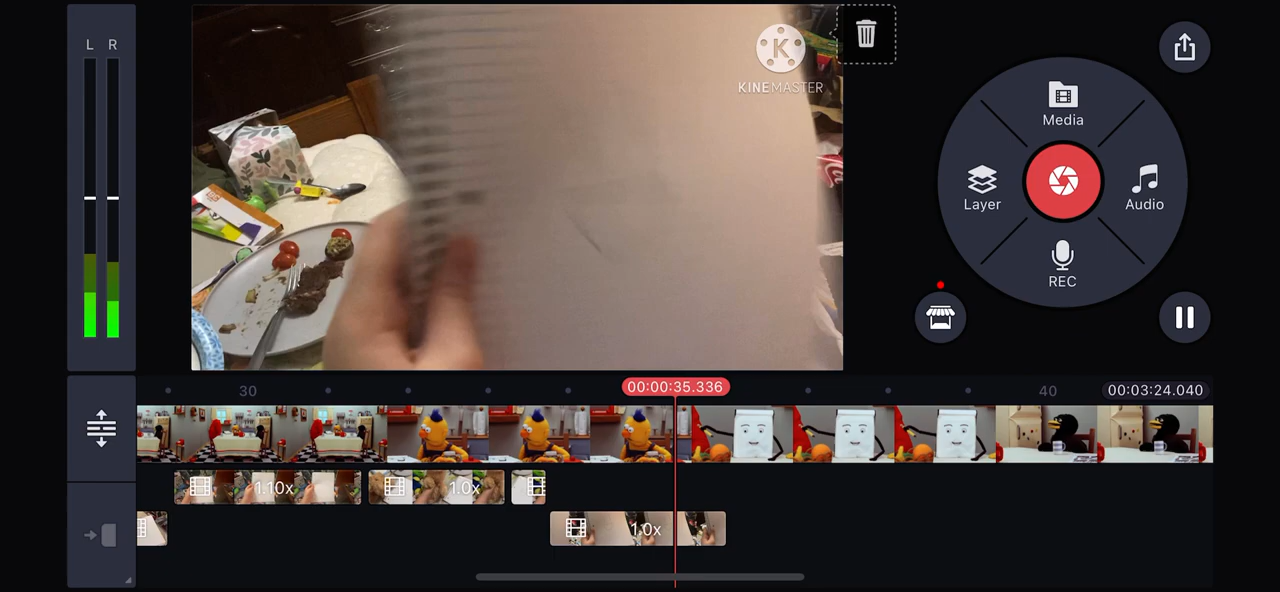 L R
K
KINEMASTER
Media
Layer
Audio
REC
30
00:00:35.336
40
00:03:24.040
1.10x
1.0x
1.0x